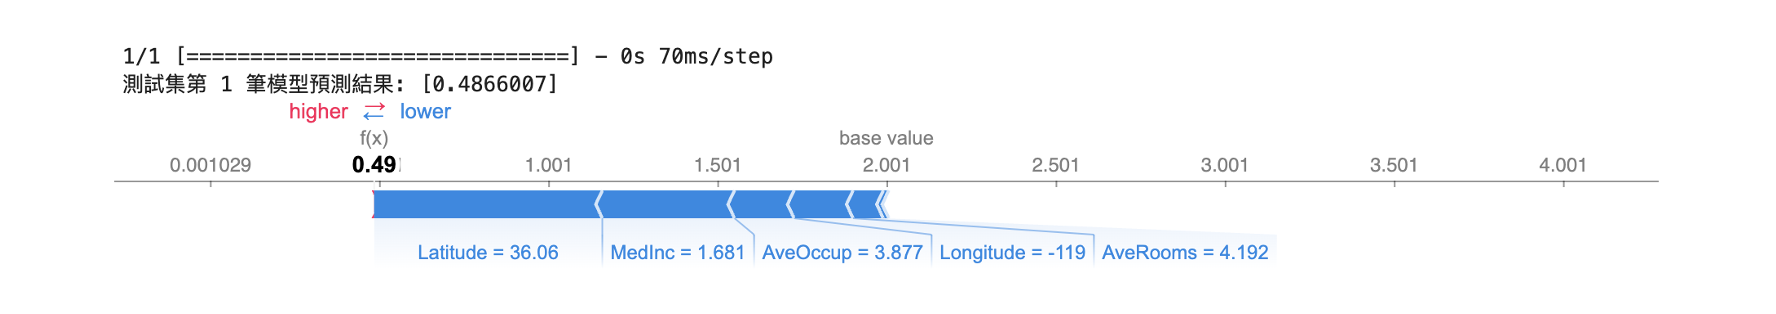 1/1 [==============================] - 0s 70ms/step
測試集第 1 筆模型預測結果: [0.4866007]
higher ⇄ lower
f(x) base value
0.001029 0.49 1.001 1.501 2.001 2.501 3.001 3.501 4.001
Latitude = 36.06 MedInc = 1.681 AveOccup = 3.877 Longitude = -119 AveRooms = 4.192